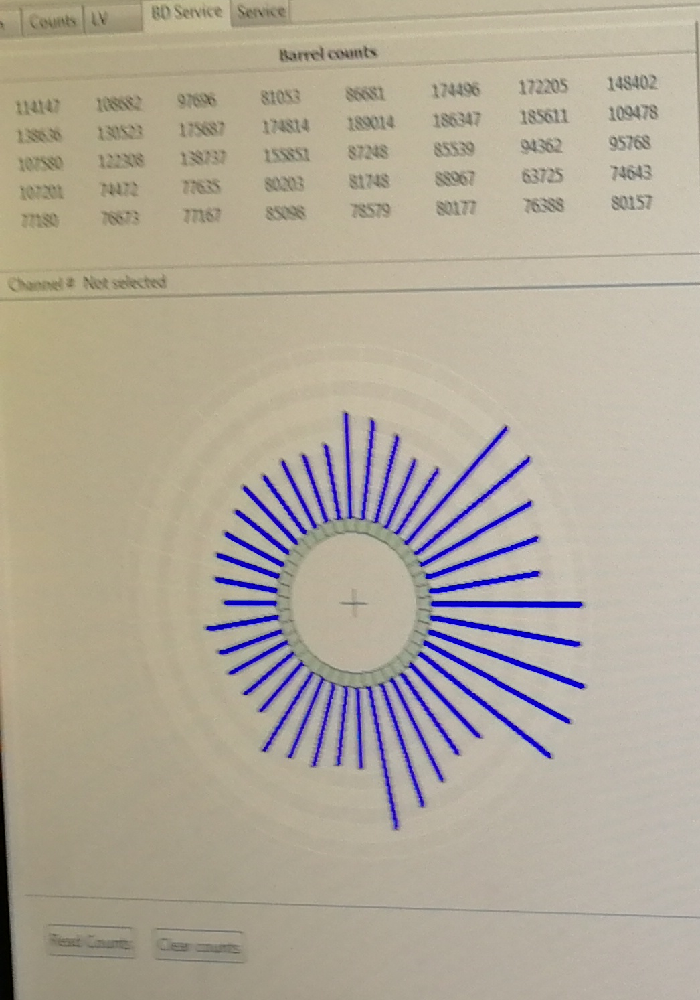 Counts LV BD Service Service
Barrel counts
114147 108682 97696 81053 86681 174496 172205 148402
138636 130523 175687 174814 189014 186347 185611 109478
107580 122308 138737 155851 87248 85539 94362 95768
107201 74472 77635 80203 81748 88967 63725 74643
77180 76673 77167 85098 78579 80177 76388 80157
Channel # Not selected
Read Counts Clear counts